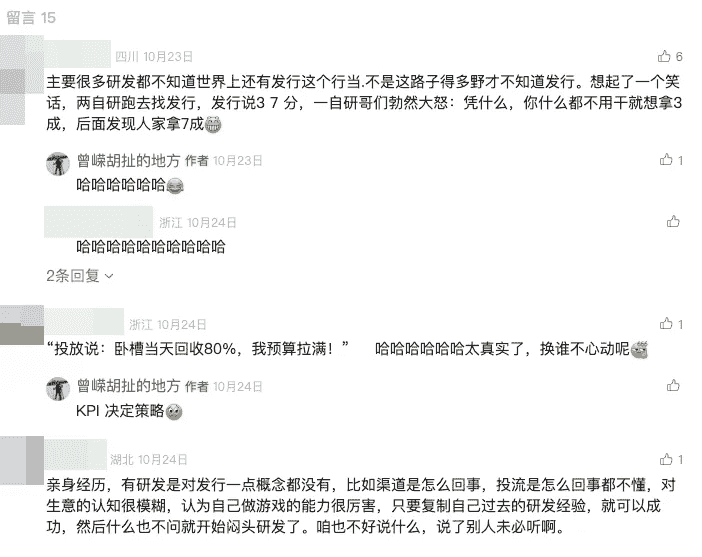 留言 15
四川 10月23日
6
主要很多研发都不知道世界上还有发行这个行当.不是这路子得多野才不知道发行。想起了一个笑
话，两自研跑去找发行，发行说3 7 分，一自研哥们勃然大怒：凭什么，你什么都不用干就想拿3
成，后面发现人家拿7成
曾嵘胡扯的地方 作者 10月23日
1
哈哈哈哈哈哈
浙江 10月24日
哈哈哈哈哈哈哈哈哈哈
2条回复
浙江 10月24日
1
“投放说：卧槽当天回收80%，我预算拉满！” 哈哈哈哈哈哈太真实了，换谁不心动呢
曾嵘胡扯的地方 作者 10月24日
KPI 决定策略
湖北 10月24日
1
亲身经历，有研发是对发行一点概念都没有，比如渠道是怎么回事，投流是怎么回事都不懂，对
生意的认知很模糊，认为自己做游戏的能力很厉害，只要复制自己过去的研发经验，就可以成
功，然后什么也不问就开始闷头研发了。咱也不好说什么，说了别人未必听啊。